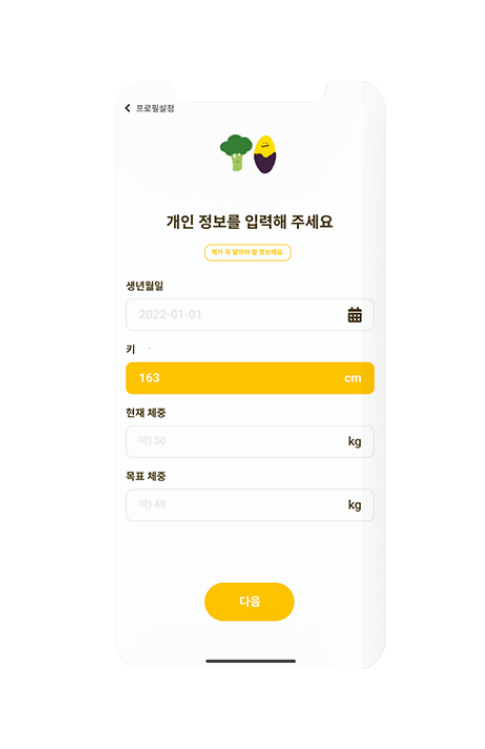 프로필설정
개인 정보를 입력해 주세요
제가 꼭 알아야 할 정보예요.
생년월일
2022-01-01
키
163 cm
현재 체중
예) 50 kg
목표 체중
예) 49 kg
다음